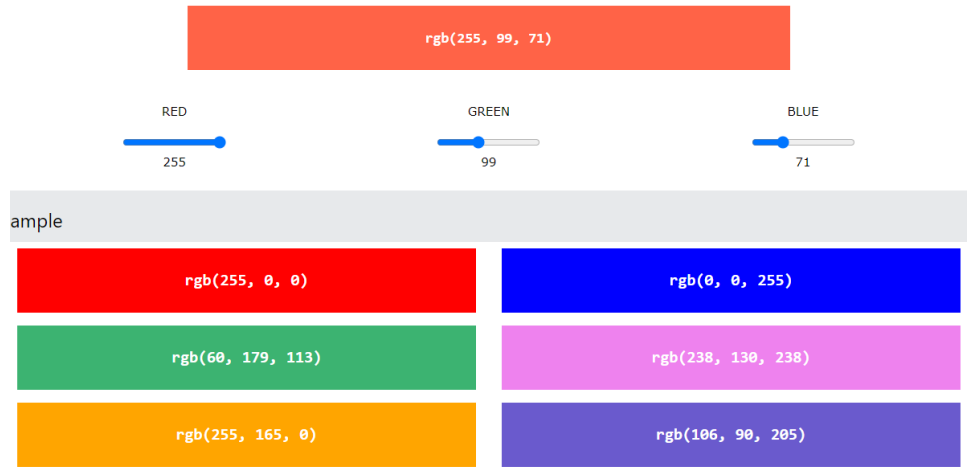 rgb(255, 99, 71)
RED GREEN BLUE
255 99 71
ample
rgb(255, 0, 0) rgb(0, 0, 255)
rgb(60, 179, 113) rgb(238, 130, 238)
rgb(255, 165, 0) rgb(106, 90, 205)